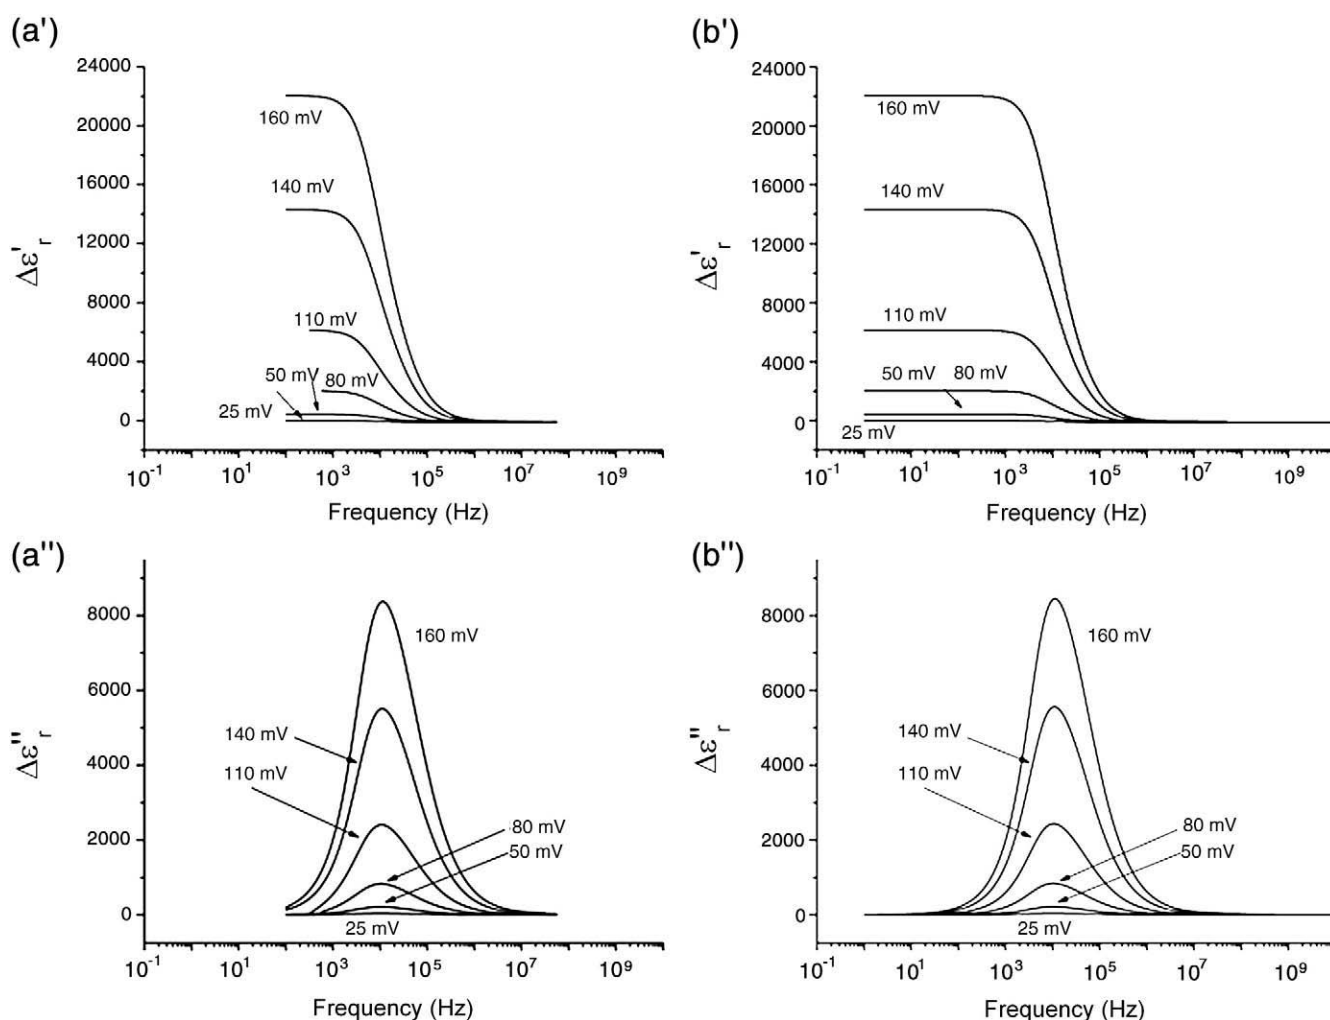 (a')
24000
20000
16000
12000
8000
4000
0
Δε'r
160 mV
140 mV
110 mV
50 mV
80 mV
25 mV
10-1
101
103
105
107
109
Frequency (Hz)
(b')
24000
20000
16000
12000
8000
4000
0
Δε'r
160 mV
140 mV
110 mV
50 mV
80 mV
25 mV
10-1
101
103
105
107
109
Frequency (Hz)
(a'')
8000
6000
4000
2000
0
Δε''r
160 mV
140 mV
110 mV
80 mV
50 mV
25 mV
10-1
101
103
105
107
109
Frequency (Hz)
(b'')
8000
6000
4000
2000
0
Δε''r
160 mV
140 mV
110 mV
80 mV
50 mV
25 mV
10-1
101
103
105
107
109
Frequency (Hz)